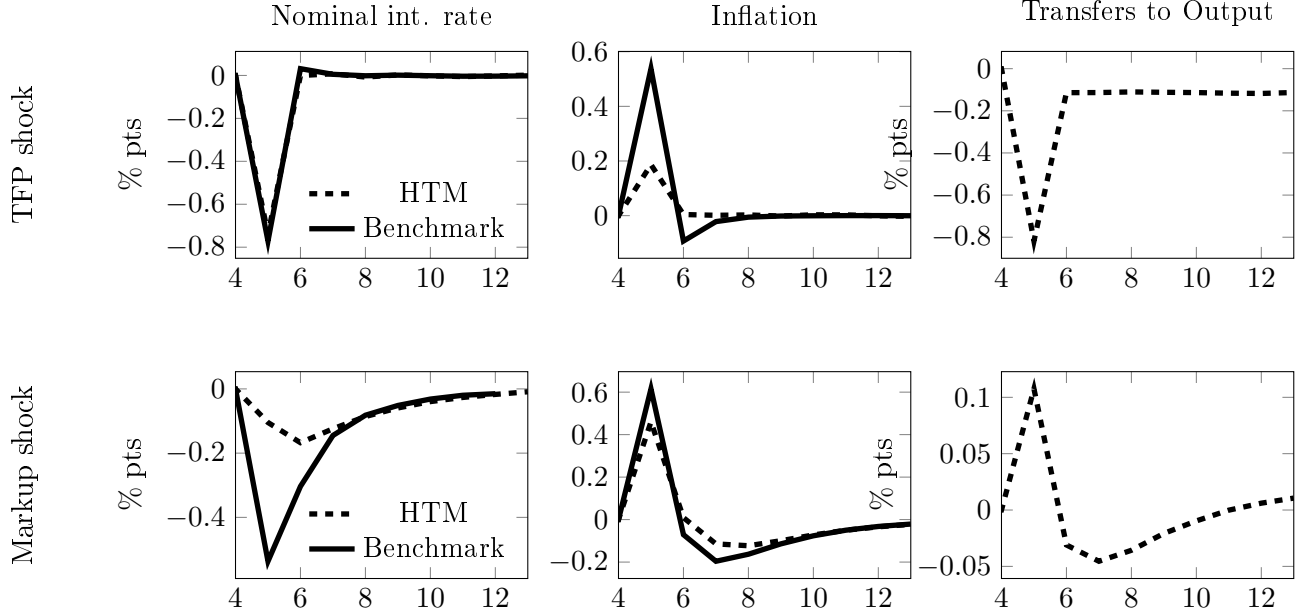 Nominal int. rate
Inflation
Transfers to Output
TFP shock
% pts
0
−0.2
−0.4
−0.6
−0.8
4 6 8 10 12
HTM
Benchmark
% pts
0.6
0.4
0.2
0
4 6 8 10 12
0
−0.2
−0.4
−0.6
−0.8
4 6 8 10 12
Markup shock
% pts
0
−0.2
−0.4
4 6 8 10 12
HTM
Benchmark
% pts
0.6
0.4
0.2
0
−0.2
4 6 8 10 12
0.1
0.05
0
−0.05
4 6 8 10 12